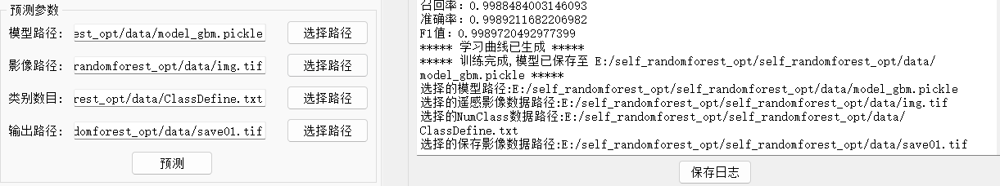 预测参数
模型路径: est_opt/data/model_gbm.pickle 选择路径
影像路径: randomforest_opt/data/img.tif 选择路径
类别数目: rest_opt/data/ClassDefine.txt 选择路径
输出路径: domforest_opt/data/save01.tif 选择路径
预测
召回率: 0.9988484003146093
准确率: 0.9989211682206982
F1值: 0.9989720492977399
***** 学习曲线已生成 *****
***** 训练完成,模型已保存至 E:/self_randomforest_opt/self_randomforest_opt/data/
model_gbm.pickle *****
选择的模型路径:E:/self_randomforest_opt/self_randomforest_opt/data/model_gbm.pickle
选择的遥感影像数据路径:E:/self_randomforest_opt/self_randomforest_opt/data/img.tif
选择的NumClass数据路径:E:/self_randomforest_opt/self_randomforest_opt/data/
ClassDefine.txt
选择的保存影像数据路径:E:/self_randomforest_opt/self_randomforest_opt/data/save01.tif
保存日志